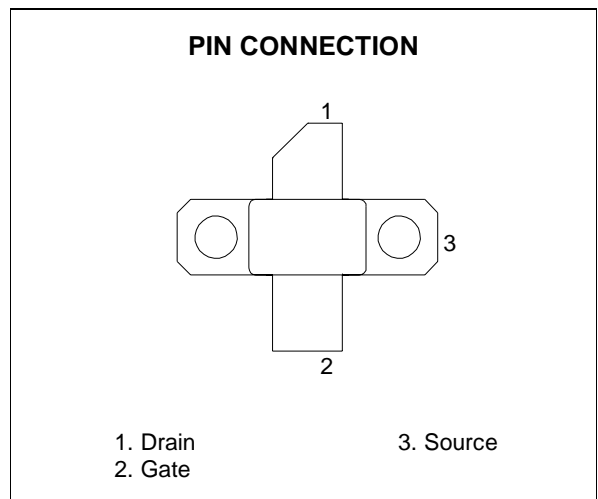 PIN CONNECTION
1
3
2
1. Drain
3. Source
2. Gate